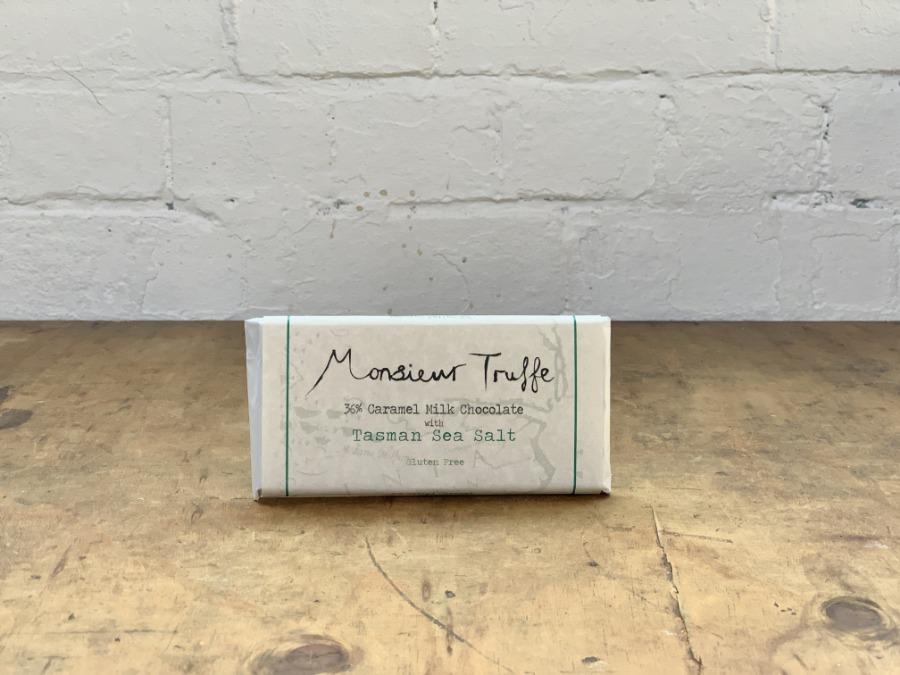 Monsieur Truffe
36% Caramel Milk Chocolate
with
Tasman Sea Salt
Gluten Free